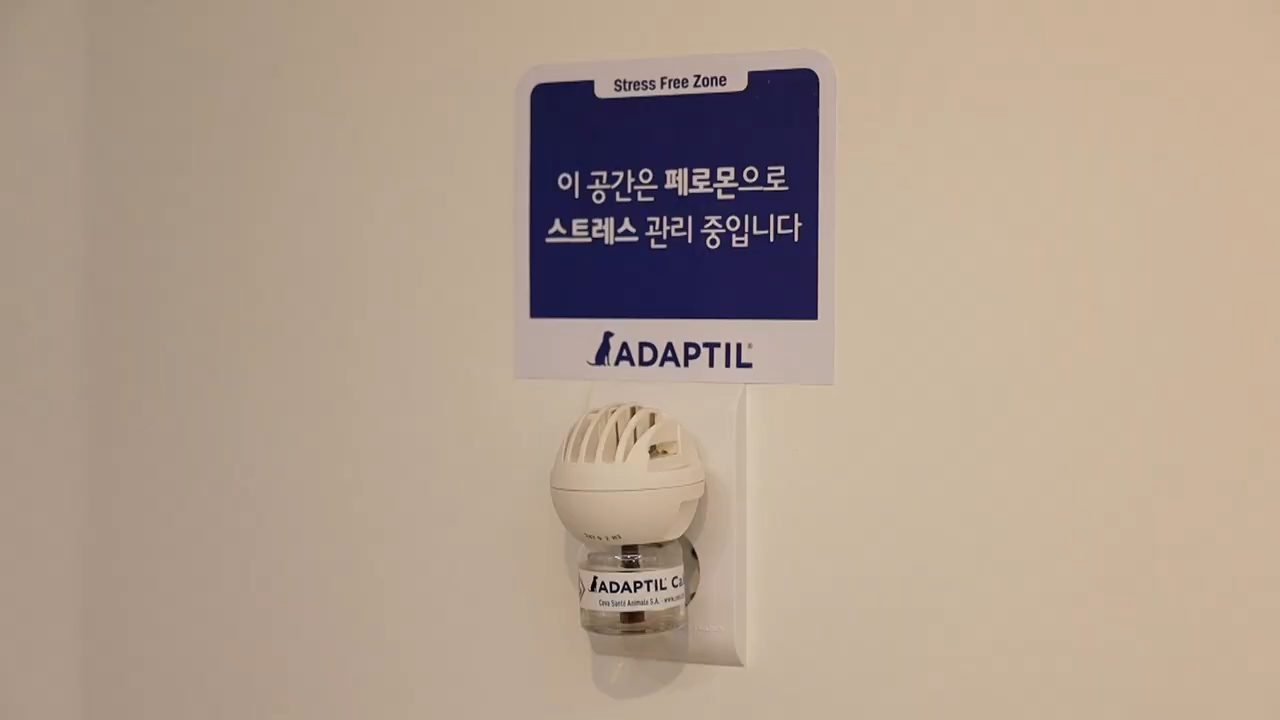 Stress Free Zone
이 공간은 페로몬으로
스트레스 관리 중입니다
ADAPTIL®
ADAPTIL
Ceva Santé Animale S.A.